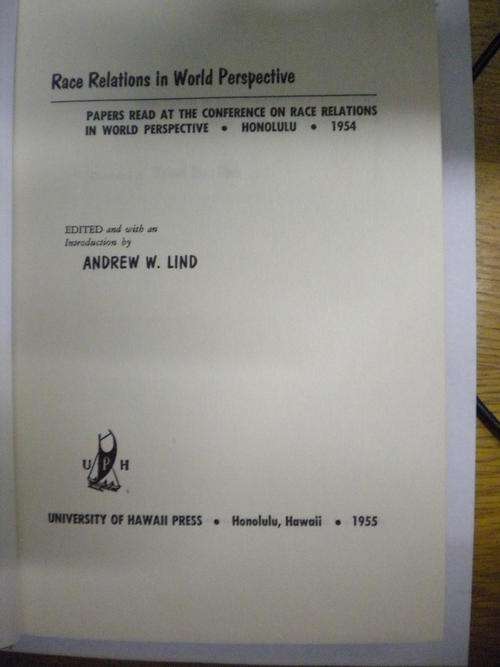 Race Relations in World Perspective
PAPERS READ AT THE CONFERENCE ON RACE RELATIONS
IN WORLD PERSPECTIVE • HONOLULU • 1954
EDITED and with an
Introduction by
ANDREW W. LIND
U P H
UNIVERSITY OF HAWAII PRESS • Honolulu, Hawaii • 1955